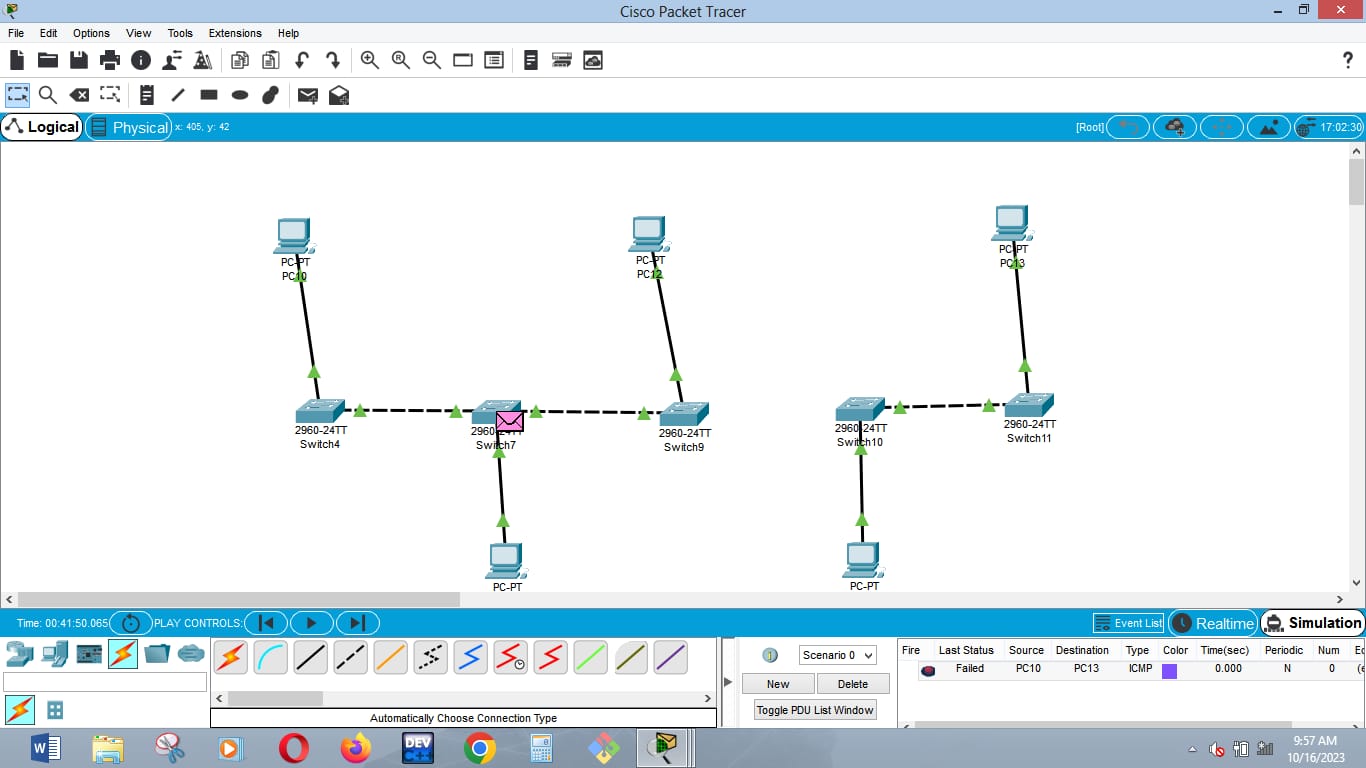 Cisco Packet Tracer
File Edit Options View Tools Extensions Help
Logical Physical x: 405, y: 42 [Root] 17:02:30
PC-PT
PC10
PC-PT
PC12
PC-PT
PC13
2960-24TT
Switch4
2960-24TT
Switch7
2960-24TT
Switch9
2960-24TT
Switch10
2960-24TT
Switch11
PC-PT
PC-PT
Time: 00:41:50.065 PLAY CONTROLS: Event List Realtime Simulation
Scenario 0
New Delete
Toggle PDU List Window
Fire Last Status Source Destination Type Color Time(sec) Periodic Num
Failed PC10 PC13 ICMP 0.000 N 0
Automatically Choose Connection Type
DEV
C++
9:57 AM
10/16/2023